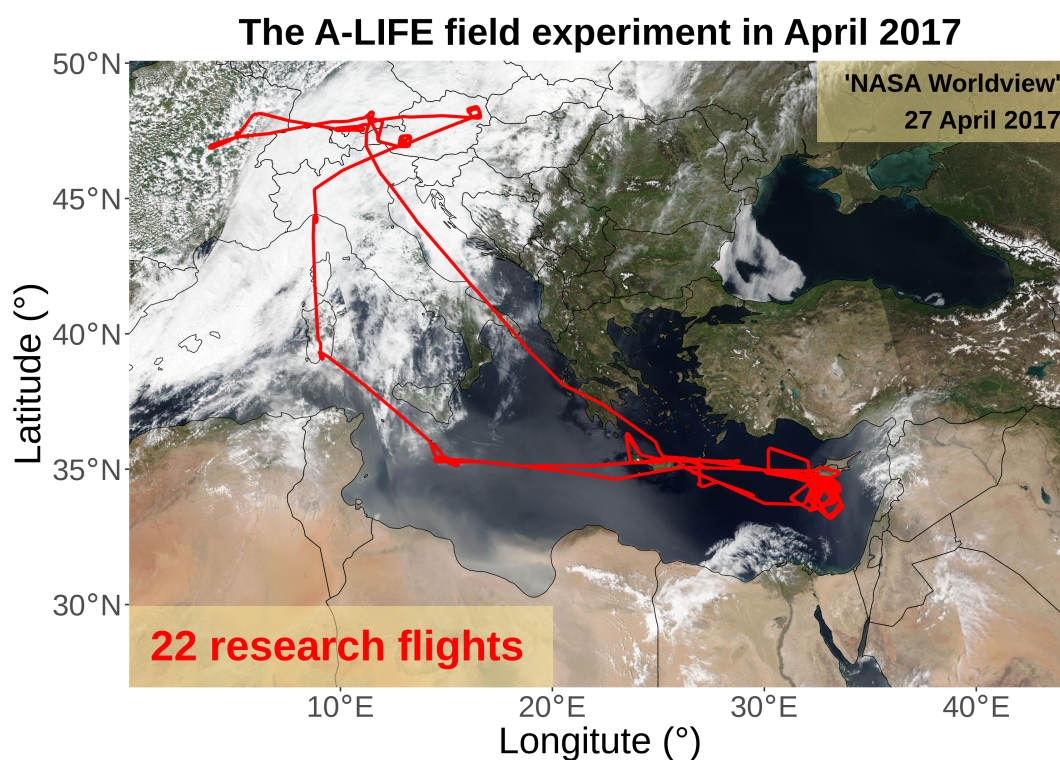 The A-LIFE field experiment in April 2017
50°N
'NASA Worldview'
27 April 2017
45°N
Latitude (°)
40°N
35°N
30°N
22 research flights
10°E
20°E
30°E
40°E
Longitute (°)